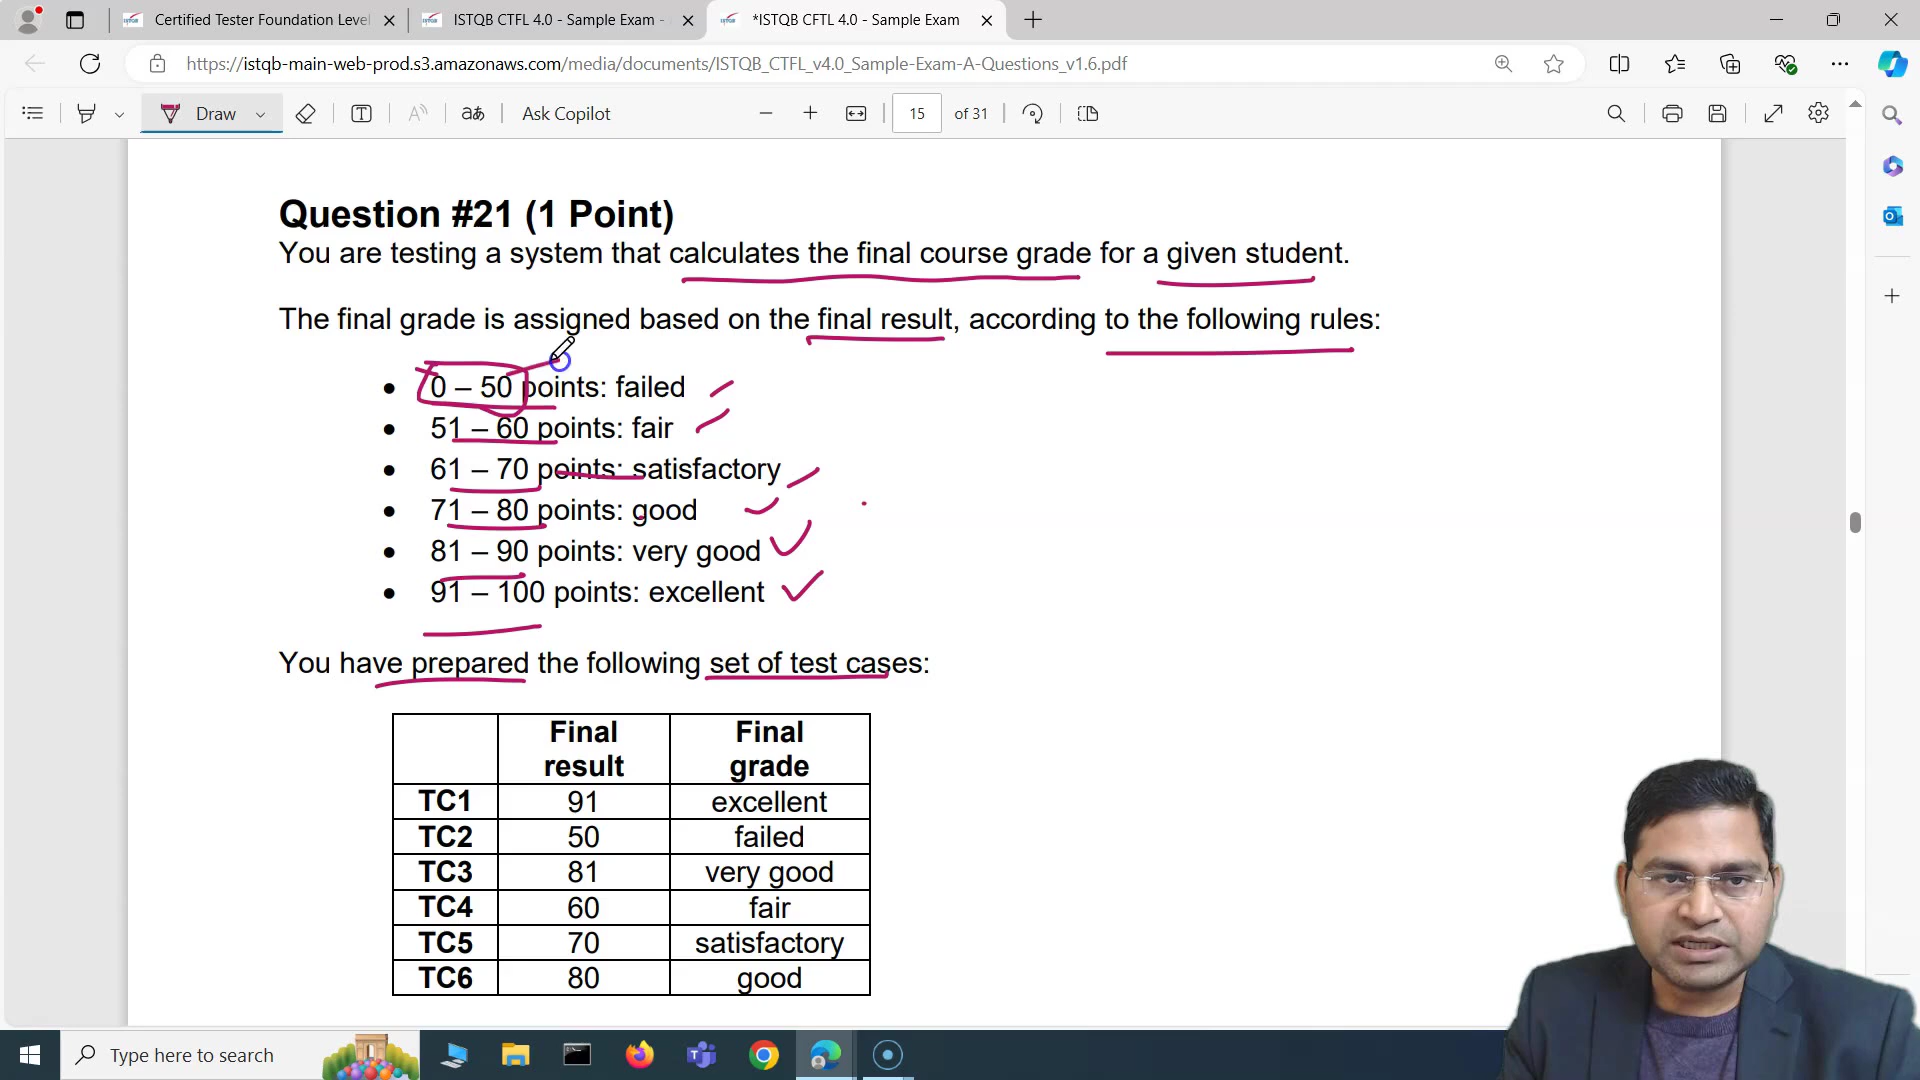 Certified Tester Foundation Level
ISTQB CTFL 4.0 - Sample Exam -
*ISTQB CFTL 4.0 - Sample Exam
https://istqb-main-web-prod.s3.amazonaws.com/media/documents/ISTQB_CTFL_v4.0_Sample-Exam-A-Questions_v1.6.pdf
Draw
aあ
Ask Copilot
15 of 31
Question #21 (1 Point)
You are testing a system that calculates the final course grade for a given student.
The final grade is assigned based on the final result, according to the following rules:
• 0 – 50 points: failed
• 51 – 60 points: fair
• 61 – 70 points: satisfactory
• 71 – 80 points: good
• 81 – 90 points: very good
• 91 – 100 points: excellent
You have prepared the following set of test cases:
Final result Final grade
TC1 91 excellent
TC2 50 failed
TC3 81 very good
TC4 60 fair
TC5 70 satisfactory
TC6 80 good
Type here to search